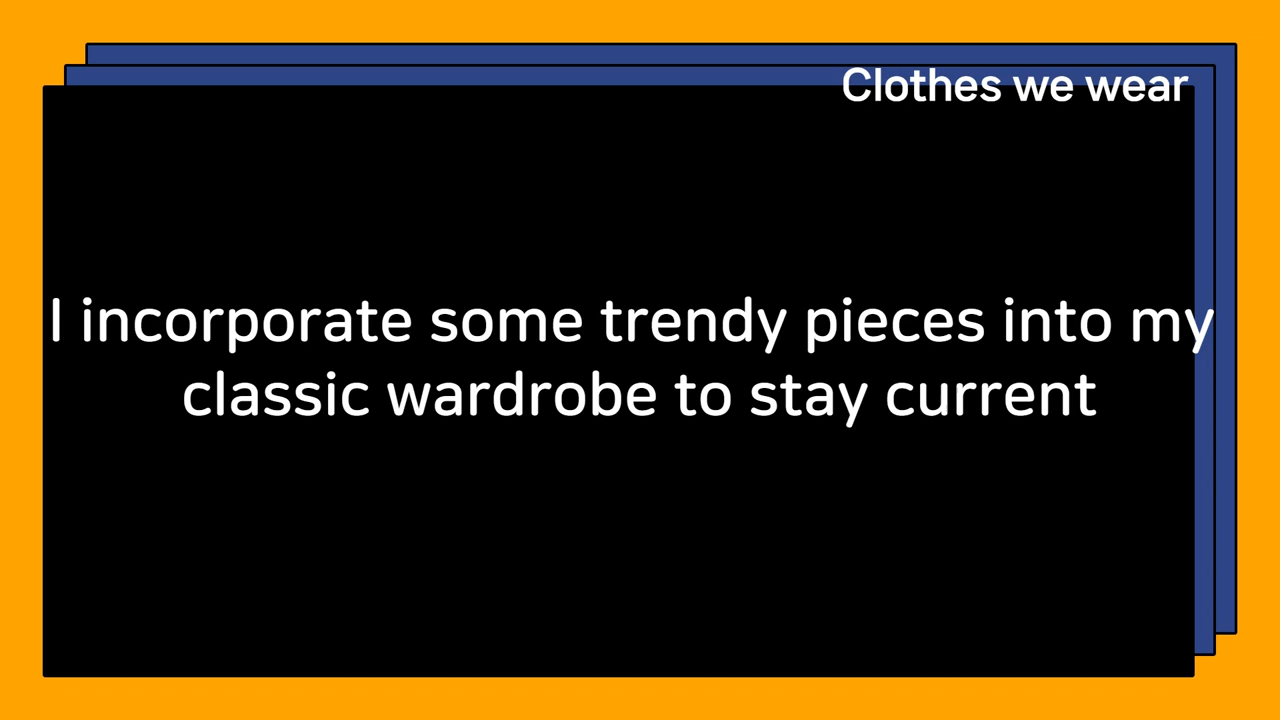 Clothes we wear
I incorporate some trendy pieces into my
classic wardrobe to stay current